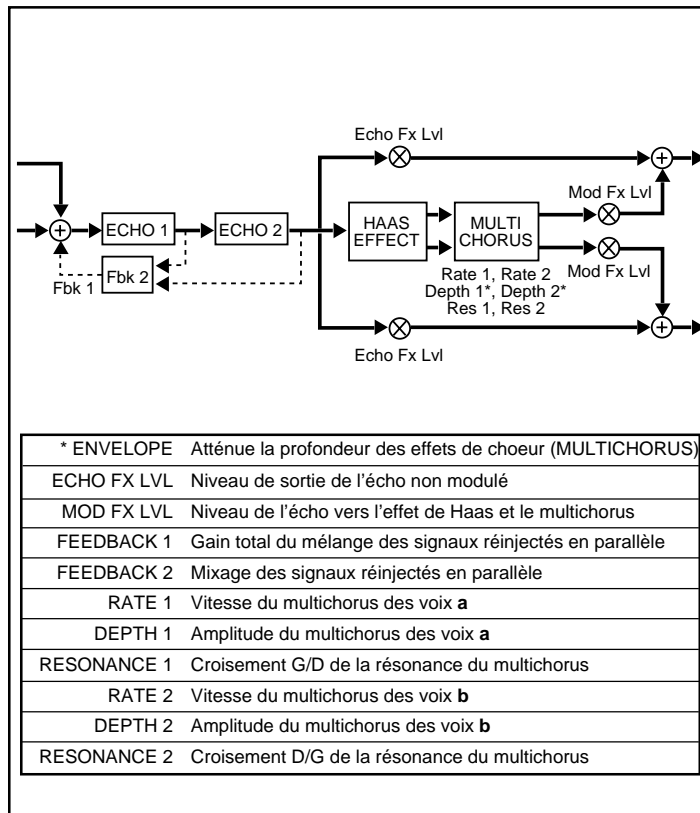 Echo Fx Lvl
Mod Fx Lvl
ECHO 1
ECHO 2
HAAS
EFFECT
MULTI
CHORUS
Fbk 1
Fbk 2
Mod Fx Lvl
Rate 1, Rate 2
Depth 1*, Depth 2*
Res 1, Res 2
Echo Fx Lvl
* ENVELOPE Atténue la profondeur des effets de choeur (MULTICHORUS)
ECHO FX LVL Niveau de sortie de l’écho non modulé
MOD FX LVL Niveau de l’écho vers l’effet de Haas et le multichorus
FEEDBACK 1 Gain total du mélange des signaux réinjectés en parallèle
FEEDBACK 2 Mixage des signaux réinjectés en parallèle
RATE 1 Vitesse du multichorus des voix a
DEPTH 1 Amplitude du multichorus des voix a
RESONANCE 1 Croisement G/D de la résonance du multichorus
RATE 2 Vitesse du multichorus des voix b
DEPTH 2 Amplitude du multichorus des voix b
RESONANCE 2 Croisement D/G de la résonance du multichorus